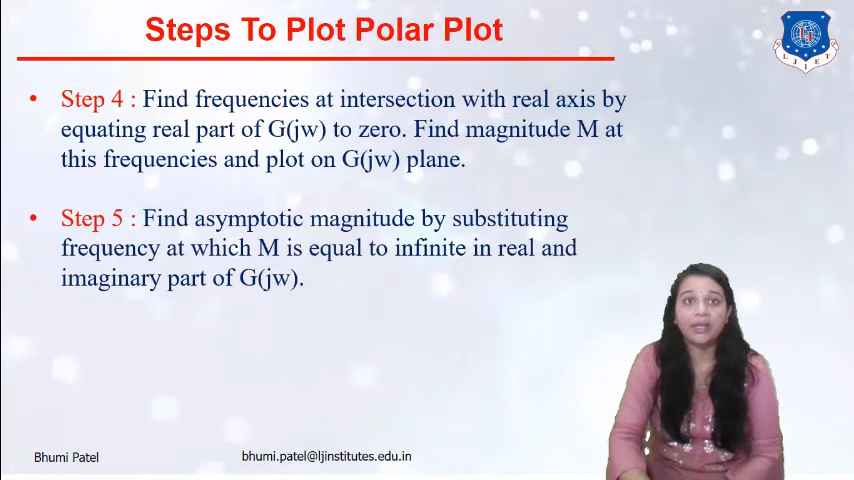 Steps To Plot Polar Plot
LJIET
• Step 4 : Find frequencies at intersection with real axis by
equating real part of G(jw) to zero. Find magnitude M at
this frequencies and plot on G(jw) plane.
• Step 5 : Find asymptotic magnitude by substituting
frequency at which M is equal to infinite in real and
imaginary part of G(jw).
Bhumi Patel
bhumi.patel@ljinstitutes.edu.in